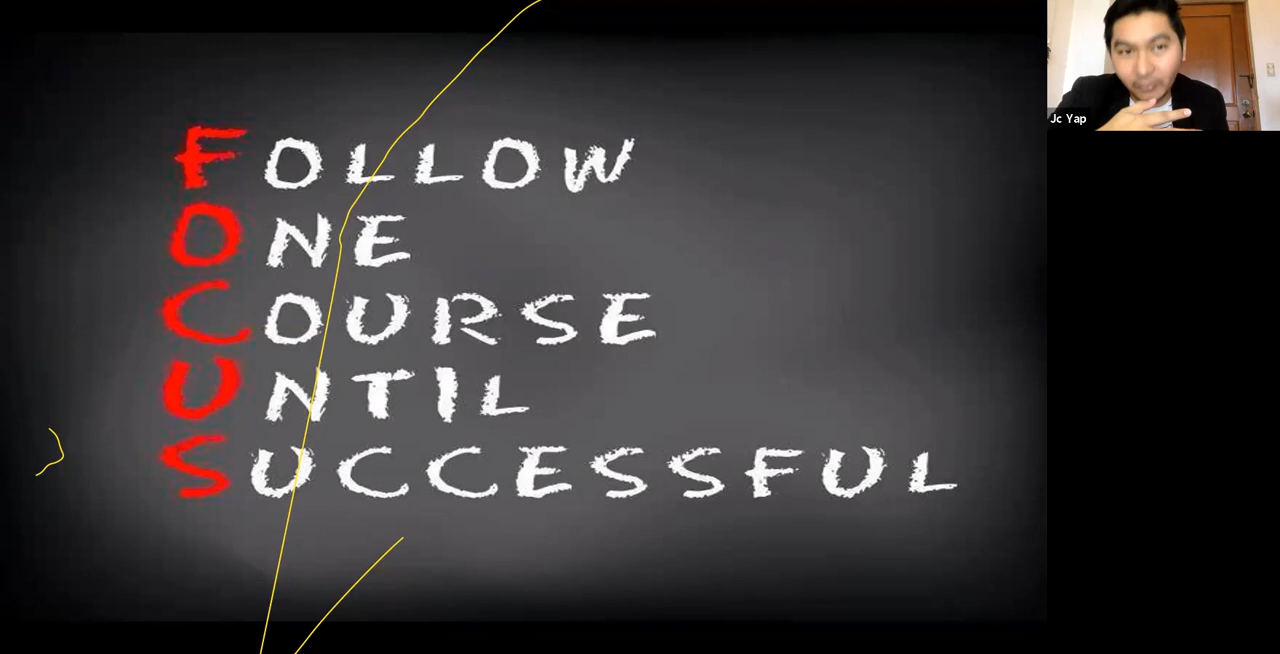 FOLLOW
ONE
COURSE
UNTIL
SUCCESSFUL
Jc Yap